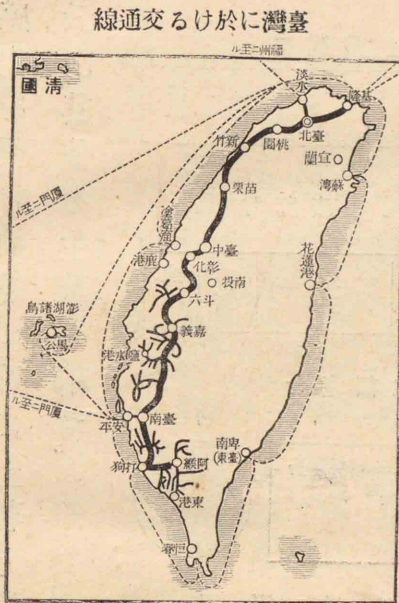 臺灣に於ける交通線
福州ニ至ル
清國
淡水
基隆
臺北
桃園
新竹
宜蘭
蘇澳
苗栗
厦門ニ至ル
塗葛堀
臺中
鹿港
彰化
南投
花蓮港
斗六
澎湖諸島
馬公
嘉義
鹽水港
厦門ニ至ル
安平
臺南
卑南
(臺東)
打狗
阿緱
東港